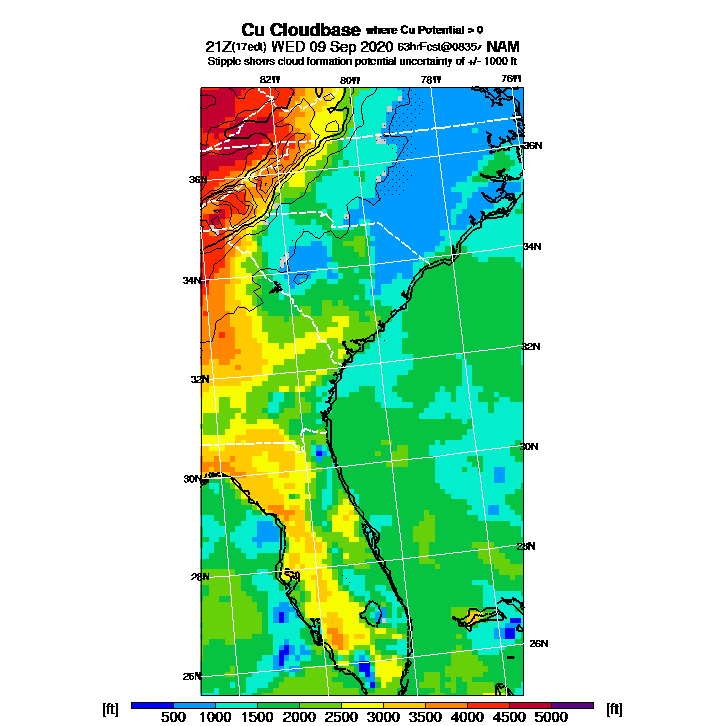 Cu Cloudbase where Cu Potential > 0
21Z(17edt) WED 09 Sep 2020 63hrFcst@0835z NAM
Stipple shows cloud formation potential uncertainty of +/- 1000 ft
82W 80W 78W 76W
36N 36N
34N 34N
32N 32N
30N 30N
28N 28N
26N 26N
[ft] 500 1000 1500 2000 2500 3000 3500 4000 4500 5000 [ft]